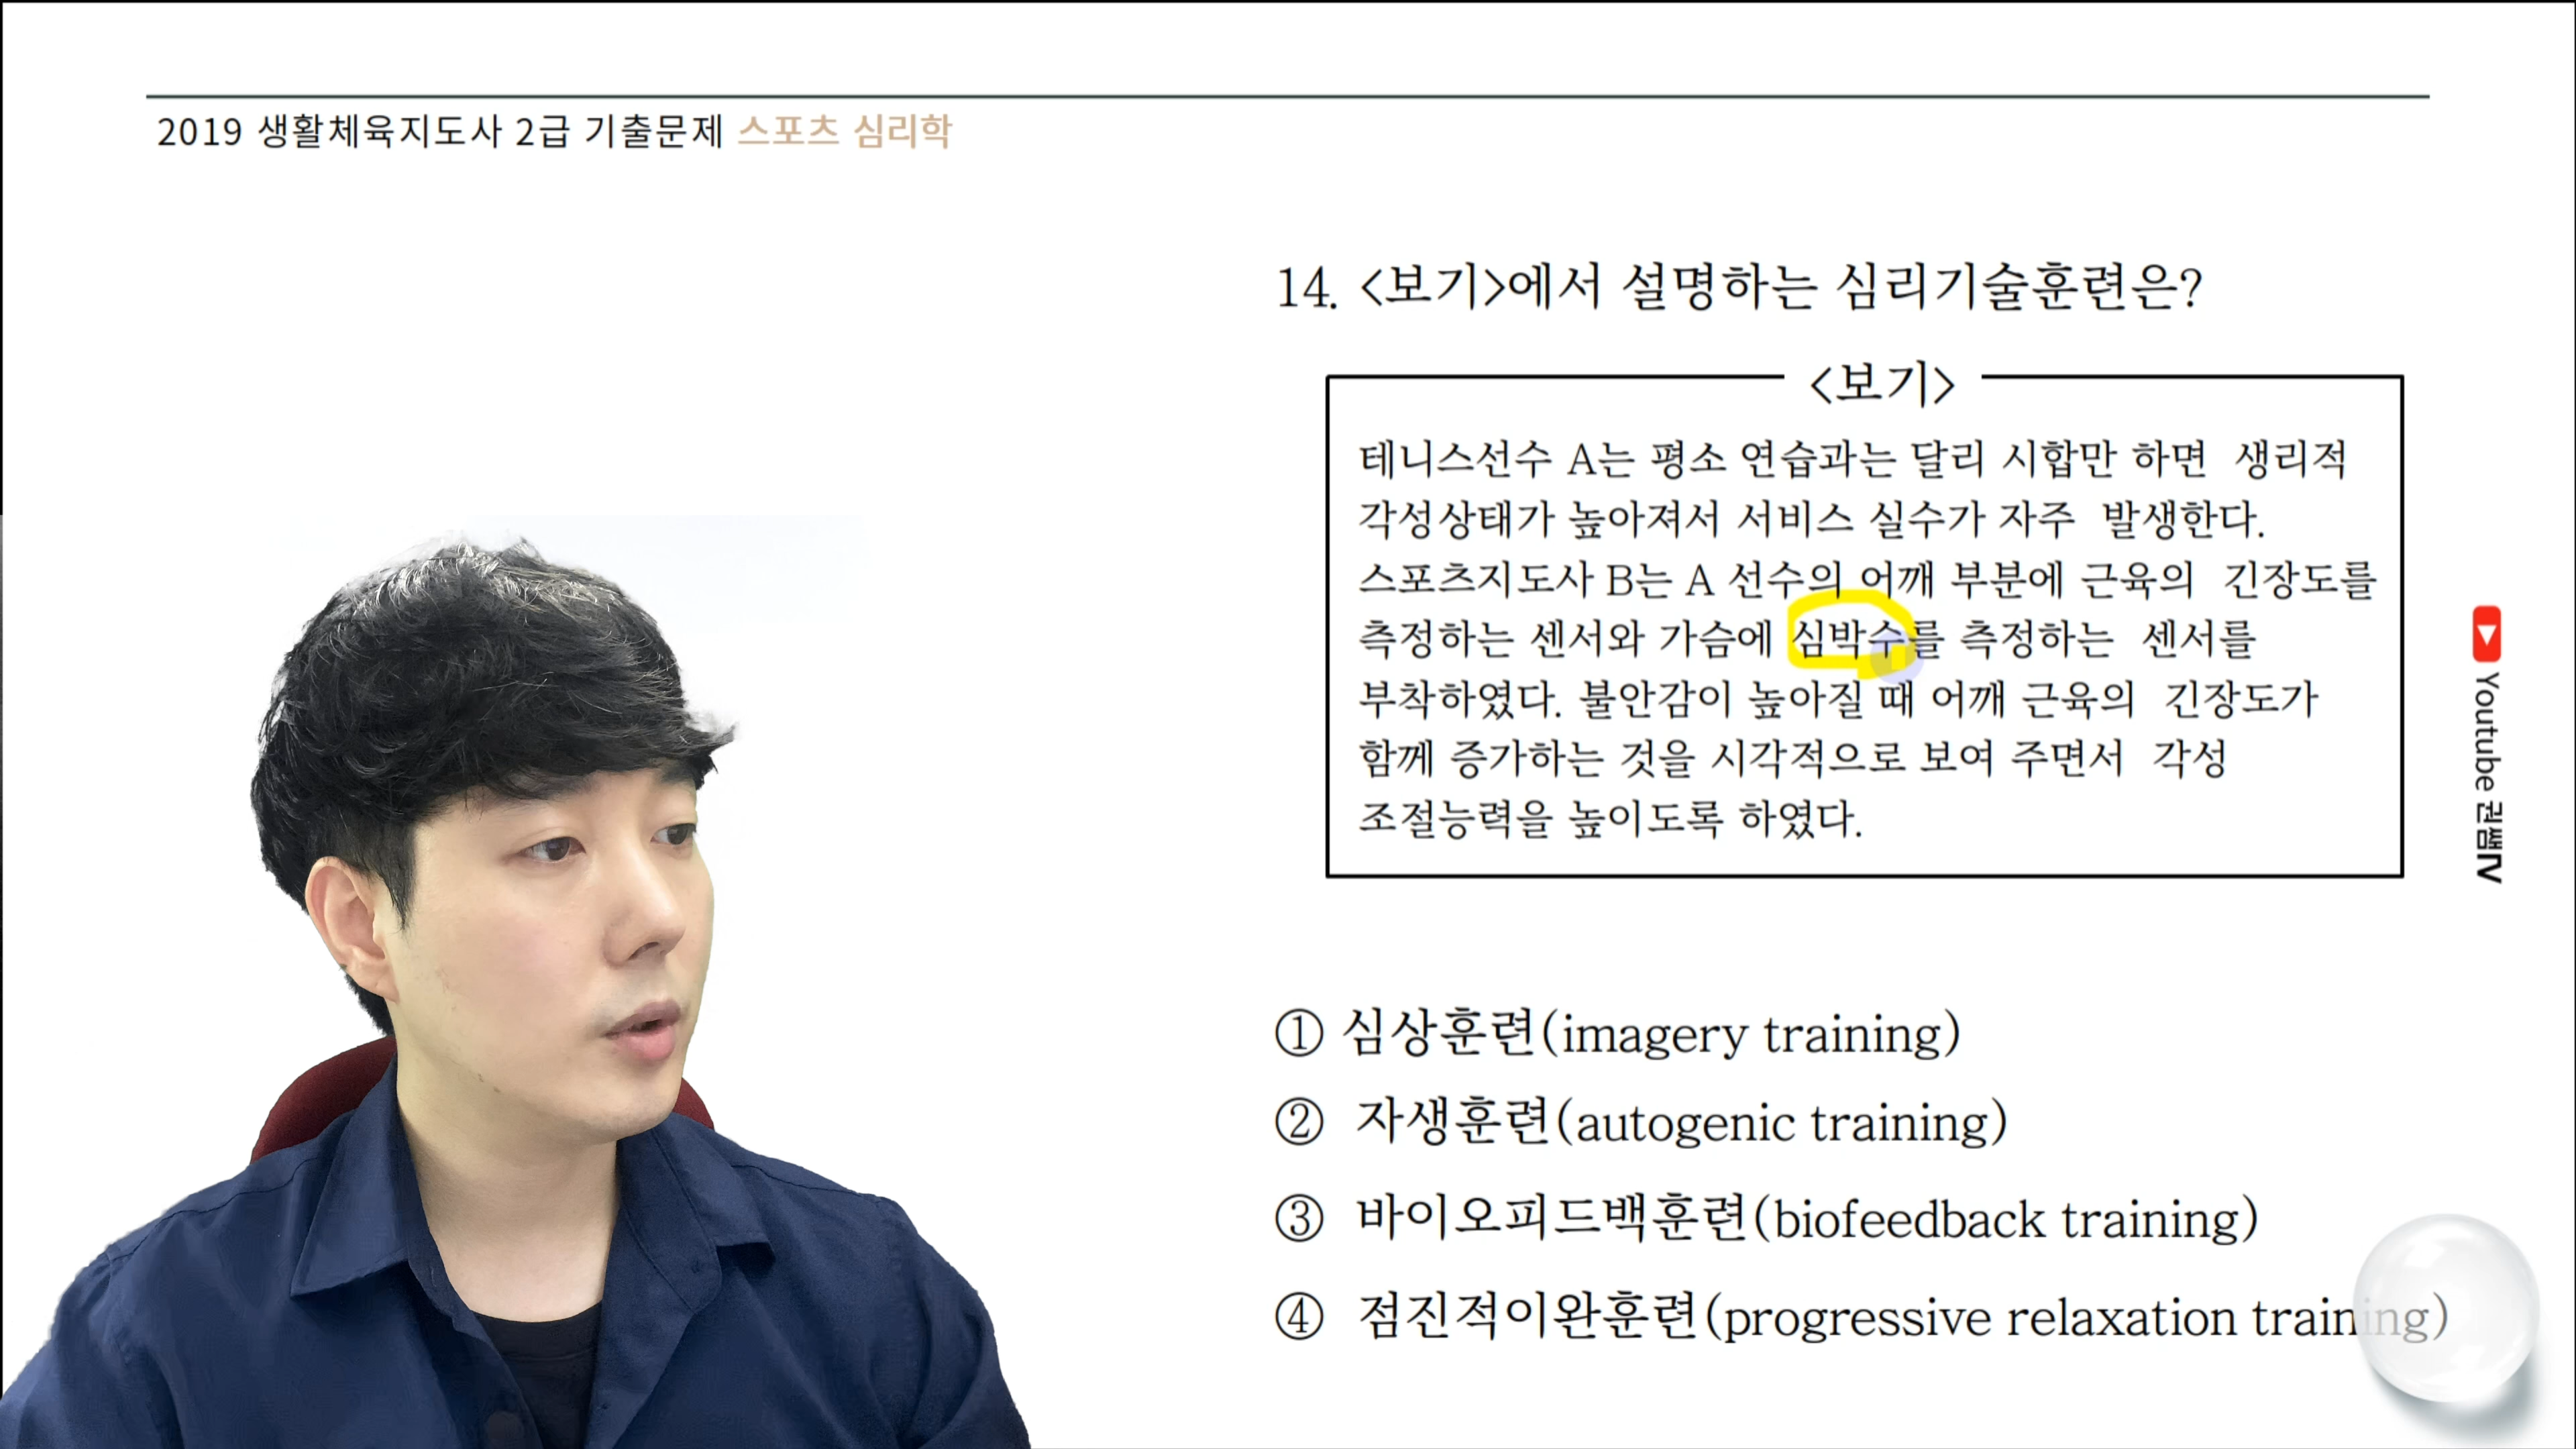 2019 생활체육지도사 2급 기출문제 스포츠 심리학
14. <보기>에서 설명하는 심리기술훈련은?
<보기>
테니스선수 A는 평소 연습과는 달리 시합만 하면 생리적
각성상태가 높아져서 서비스 실수가 자주 발생한다.
스포츠지도사 B는 A 선수의 어깨 부분에 근육의 긴장도를
측정하는 센서와 가슴에 심박수를 측정하는 센서를
부착하였다. 불안감이 높아질 때 어깨 근육의 긴장도가
함께 증가하는 것을 시각적으로 보여 주면서 각성
조절능력을 높이도록 하였다.
① 심상훈련(imagery training)
② 자생훈련(autogenic training)
③ 바이오피드백훈련(biofeedback training)
④ 점진적이완훈련(progressive relaxation training)
Youtube 권쌤TV